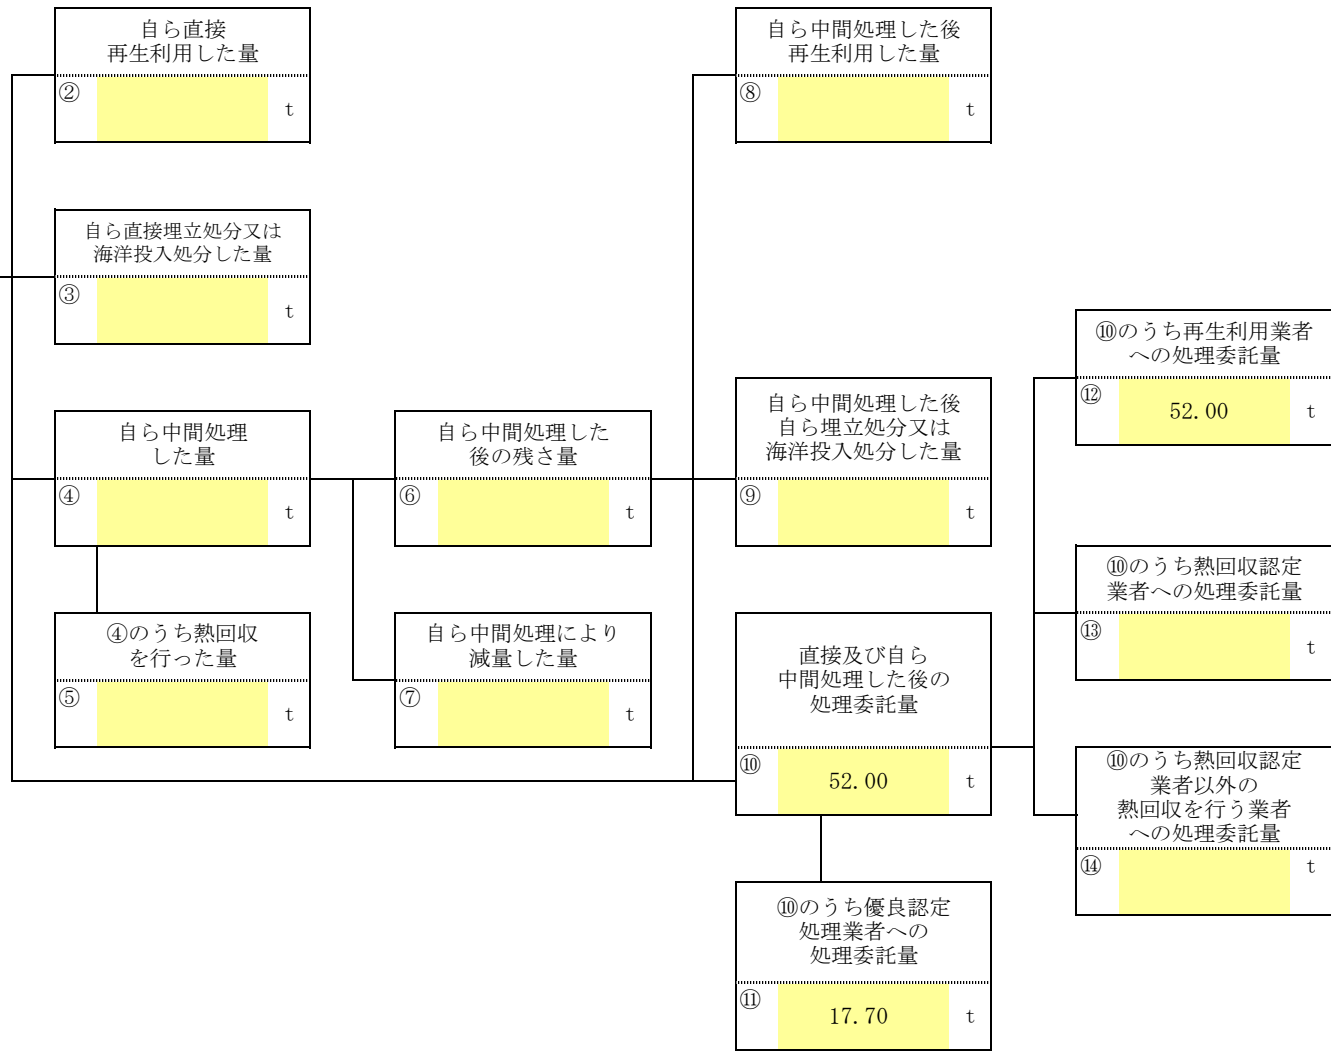 自ら直接
再生利用した量
②
t
自ら中間処理した後
再生利用した量
⑧
t
自ら直接埋立処分又は
海洋投入処分した量
③
t
⑩のうち再生利用業者
への処理委託量
⑫
52.00
t
自ら中間処理
した量
④
t
自ら中間処理した
後の残さ量
⑥
t
自ら中間処理した後
自ら埋立処分又は
海洋投入処分した量
⑨
t
⑩のうち熱回収認定
業者への処理委託量
⑬
t
④のうち熱回収
を行った量
⑤
t
自ら中間処理により
減量した量
⑦
t
直接及び自ら
中間処理した後の
処理委託量
⑩
52.00
t
⑩のうち熱回収認定
業者以外の
熱回収を行う業者
への処理委託量
⑭
t
⑩のうち優良認定
処理業者への
処理委託量
⑪
17.70
t